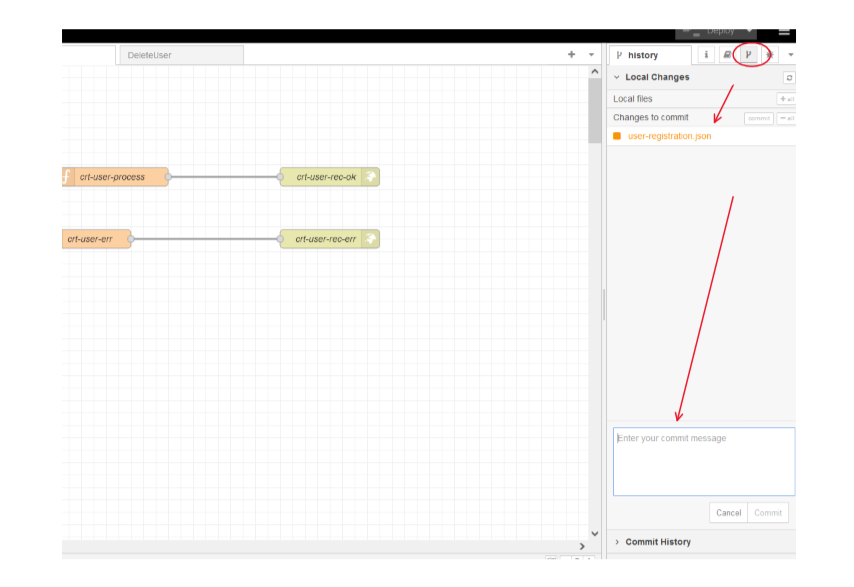 Deploy
DeleteUser
history
Local Changes
Local files
all
Changes to commit
commit
all
user-registration.json
crt-user-process
crt-user-rec-ok
crt-user-err
crt-user-rec-err
Enter your commit message
Cancel
Commit
Commit History